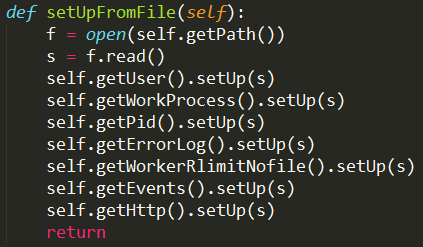 def setUpFromFile(self):
    f = open(self.getPath())
    s = f.read()
    self.getUser().setUp(s)
    self.getWorkProcess().setUp(s)
    self.getPid().setUp(s)
    self.getErrorLog().setUp(s)
    self.getWorkerRlimitNofile().setUp(s)
    self.getEvents().setUp(s)
    self.getHttp().setUp(s)
    return